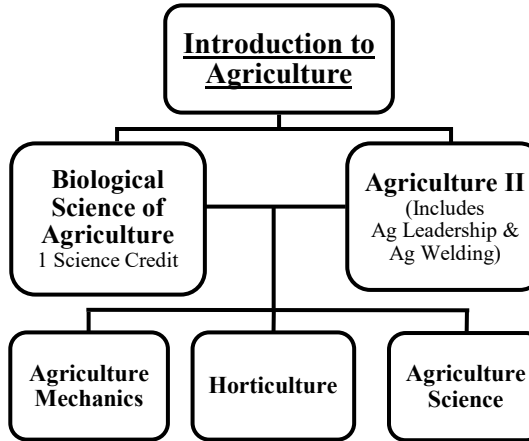 Introduction to
Agriculture
Biological
Science of
Agriculture
1 Science Credit
Agriculture II
(Includes
Ag Leadership &
Ag Welding)
Agriculture
Mechanics
Horticulture
Agriculture
Science